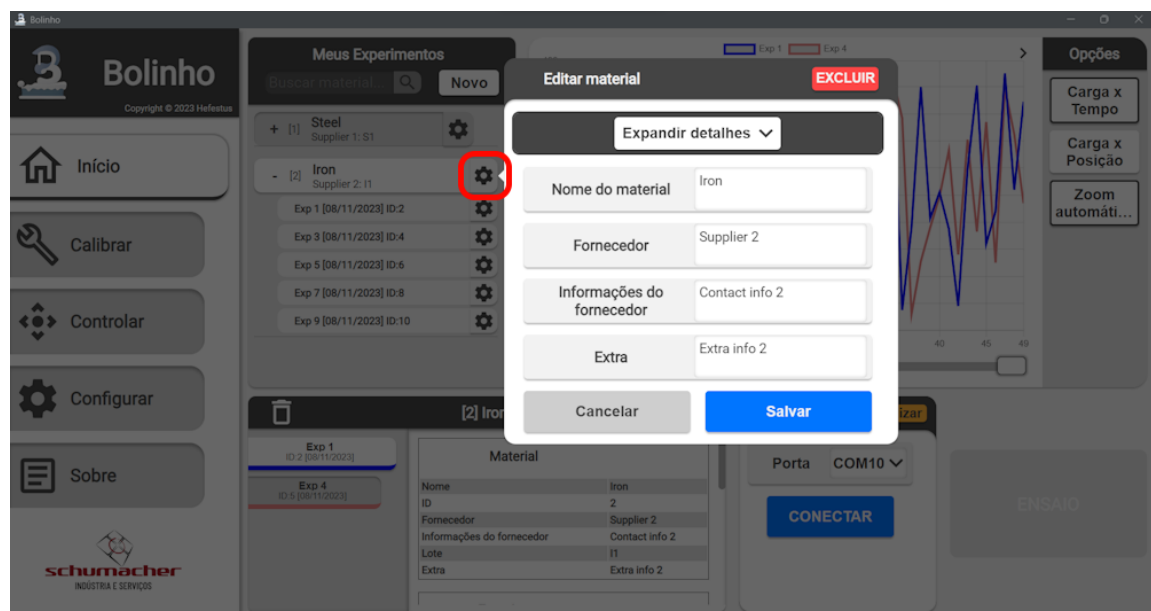 Bolinho
Bolinho
Copyright © 2023 Hefestus
Início
Calibrar
Controlar
Configurar
Sobre
schumacher
INDÚSTRIA E SERVIÇOS
Meus Experimentos
Buscar material...
Novo
+ [1] Steel
Supplier 1: S1
- [2] Iron
Supplier 2: I1
Exp 1 [08/11/2023] ID:2
Exp 3 [08/11/2023] ID:4
Exp 5 [08/11/2023] ID:6
Exp 7 [08/11/2023] ID:8
Exp 9 [08/11/2023] ID:10
Exp 1 Exp 4
40 45 49
Editar material
EXCLUIR
Expandir detalhes
Nome do material
Iron
Fornecedor
Supplier 2
Informações do
fornecedor
Contact info 2
Extra
Extra info 2
Cancelar
Salvar
Opções
Carga x
Tempo
Carga x
Posição
Zoom
automáti...
[2] Iron
Exp 1
ID:2 [08/11/2023]
Exp 4
ID:5 [08/11/2023]
Material
Nome Iron
ID 2
Fornecedor Supplier 2
Informações do fornecedor Contact info 2
Lote I1
Extra Extra info 2
izar
Porta COM10
CONECTAR
ENSAIO